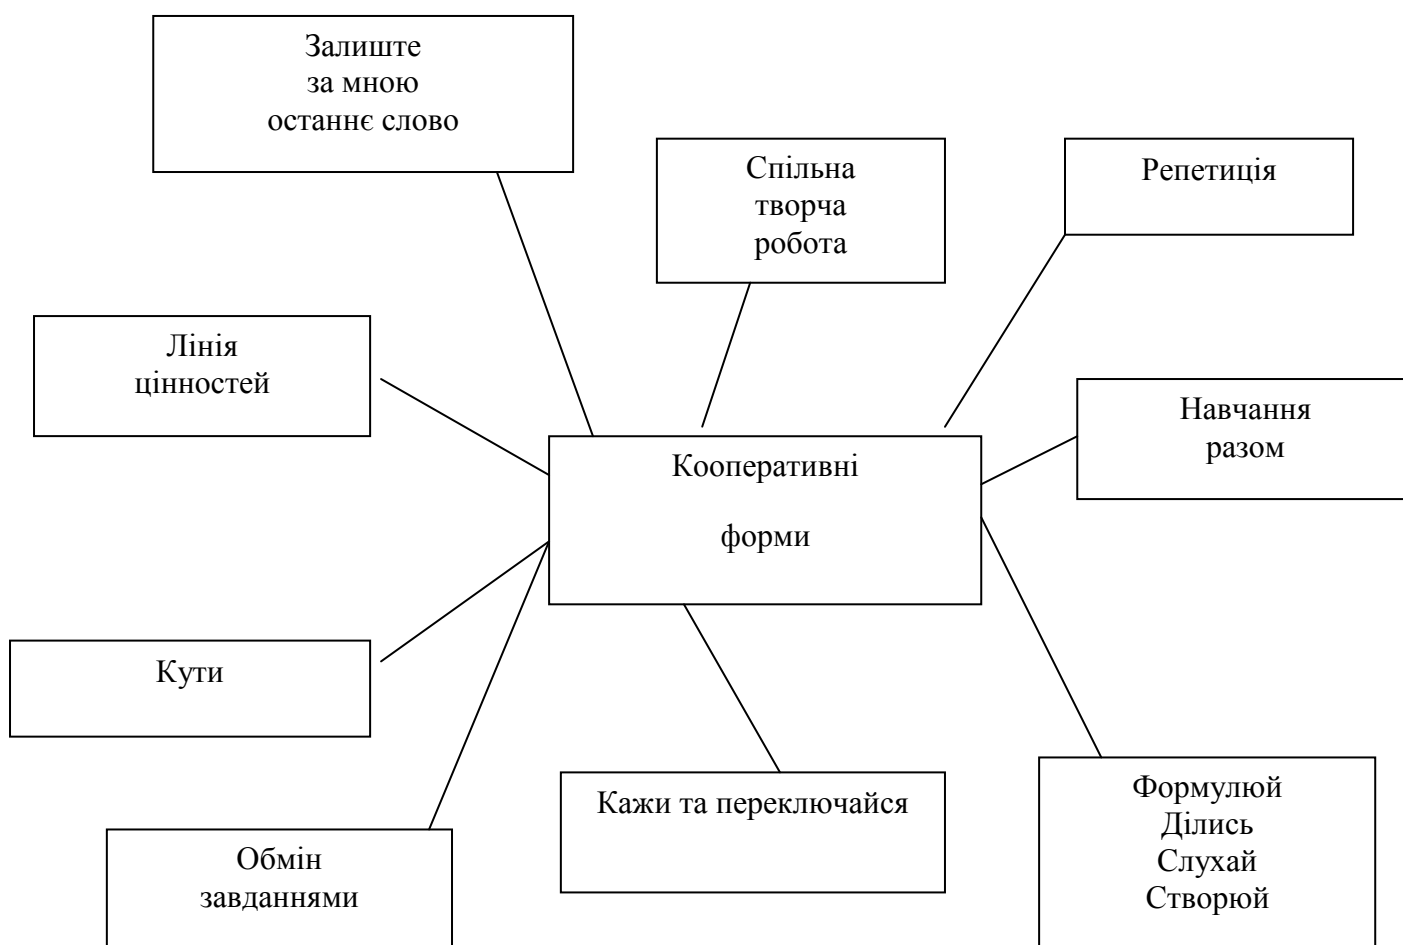 Залиште
за мною
останнє слово
Спільна
творча
робота
Репетиція
Лінія
цінностей
Навчання
разом
Кооперативні
форми
Кути
Кажи та переключайся
Формулюй
Ділись
Слухай
Створюй
Обмін
завданнями